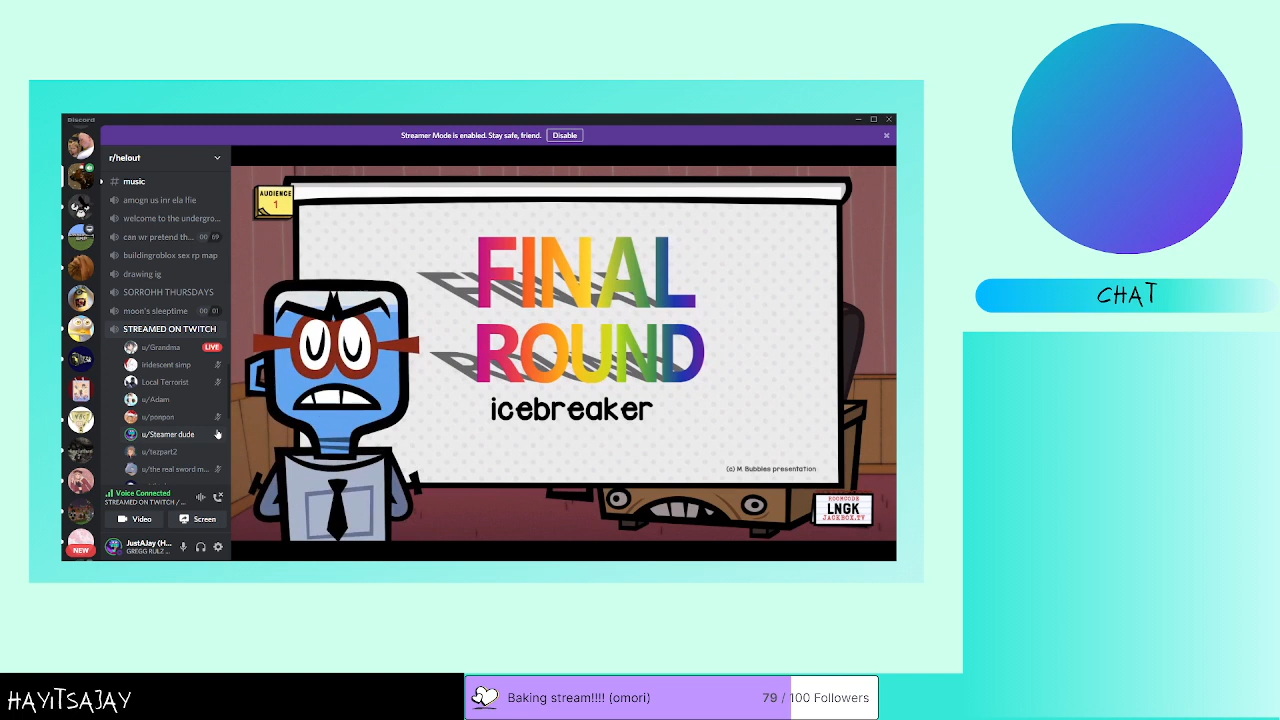 Discord
Streamer Mode is enabled. Stay safe, friend. Disable
r/helout
music
amogn us inr ela lfie
welcome to the undergro...
can wr pretend th... 00 69
buildingroblox sex rp map
drawing ig
SORROHH THURSDAYS
moon's sleeptime 00 01
STREAMED ON TWITCH
u/Grandma LIVE
Iridescent simp
Local Terrorist
u/Adam
u/ponpon
u/Steamer dude
u/tezpart2
u/the real sword m...
Voice Connected
STREAMED ON TWITCH / ...
Video Screen
JustAJay (H...
GREGG RULZ ...
NEW
AUDIENCE
1
FINAL
ROUND
icebreaker
(c) M. Bubbles presentation
ROOMCODE
LNGK
JACKBOX.TV
CHAT
HAYiTSAJAY
Baking stream!!!! (omori) 79 / 100 Followers